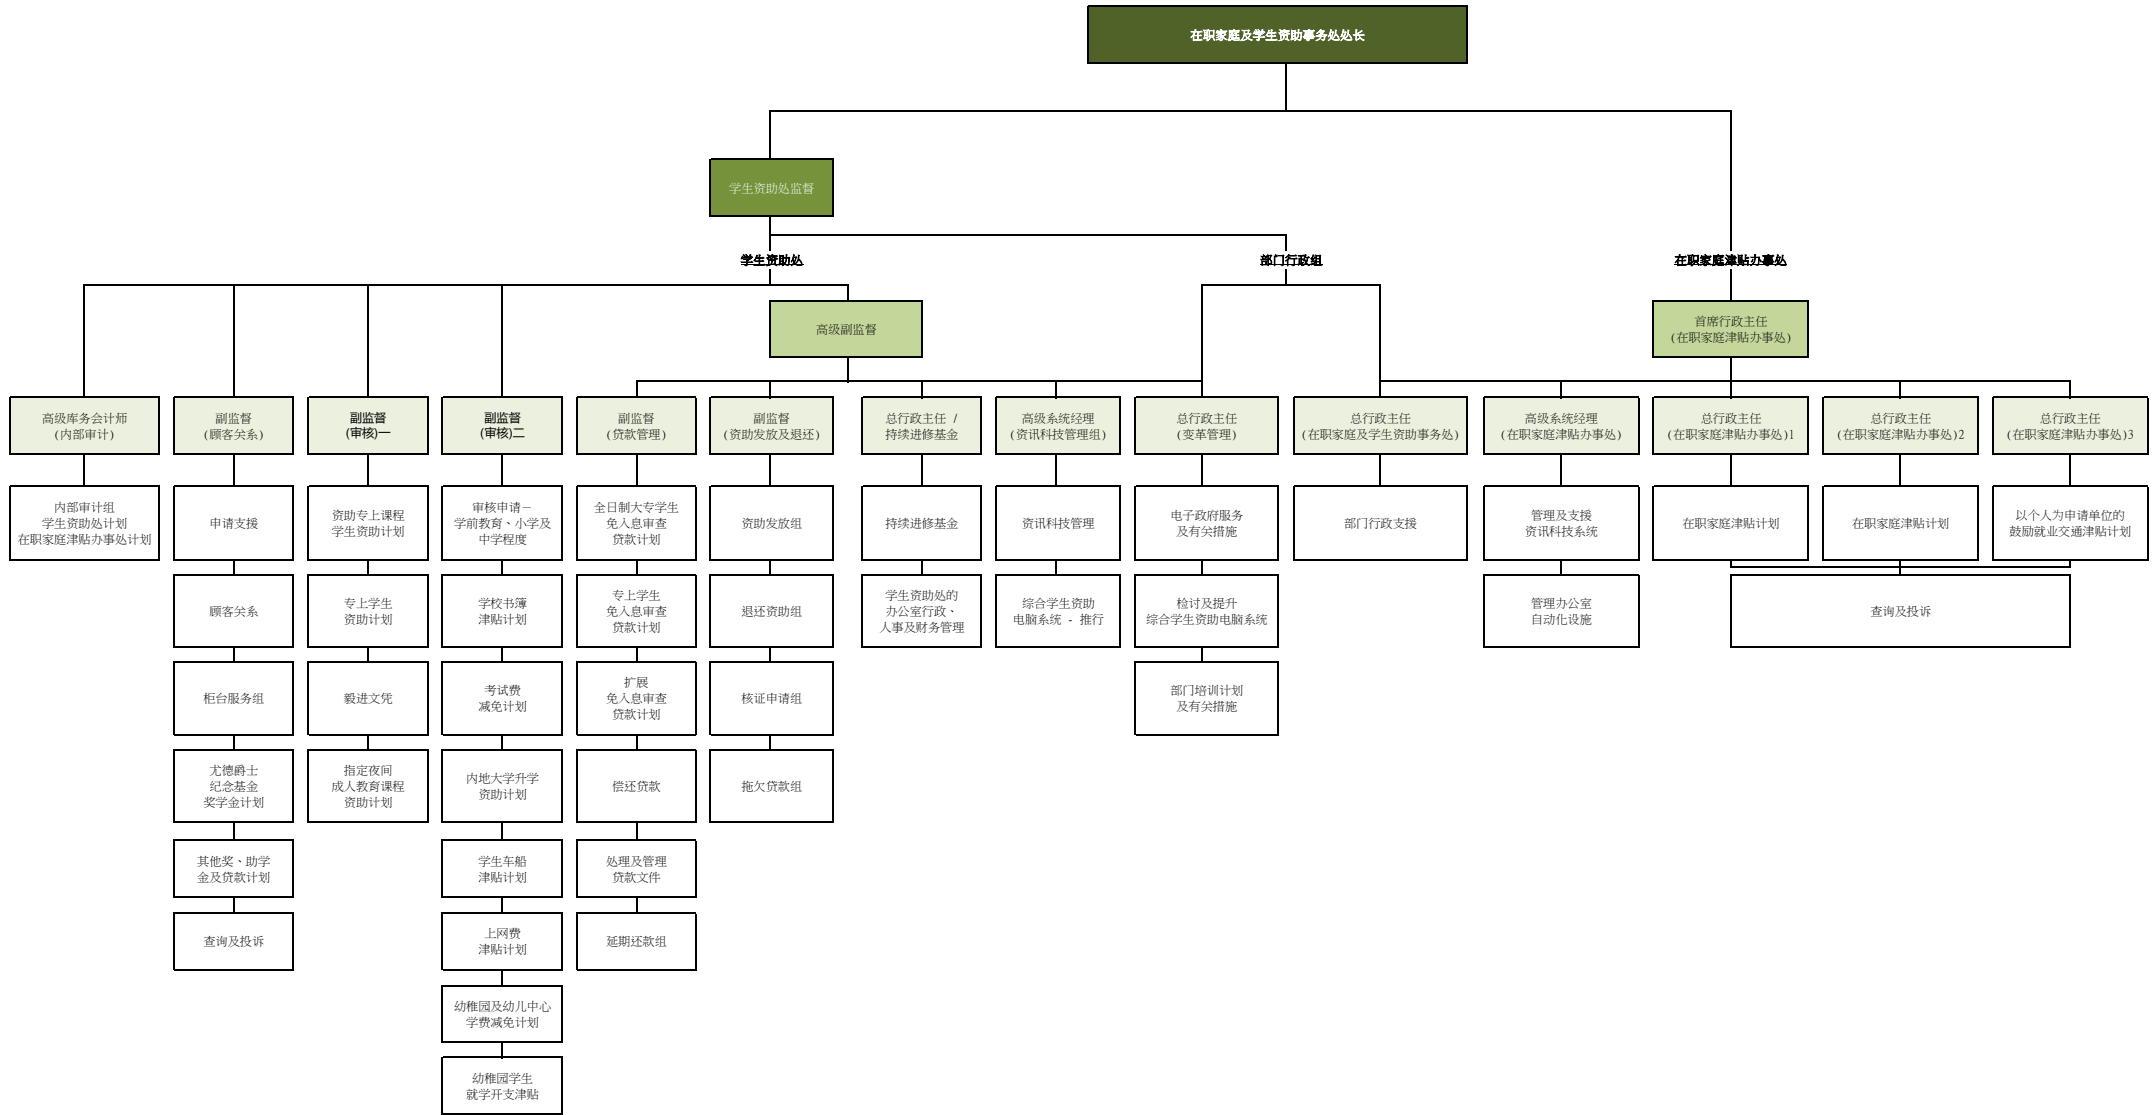 在职家庭及学生资助事务处处长
学生资助处监督
学生资助处
部门行政组
在职家庭津贴办事处
高级副监督
首席行政主任
(在职家庭津贴办事处)
高级库务会计师
(内部审计)
副监督
(顾客关系)
副监督
(审核)一
副监督
(审核)二
副监督
(贷款管理)
副监督
(资助发放及退还)
总行政主任 /
持续进修基金
高级系统经理
(资讯科技管理组)
总行政主任
(变革管理)
总行政主任
(在职家庭及学生资助事务处)
高级系统经理
(在职家庭津贴办事处)
总行政主任
(在职家庭津贴办事处)1
总行政主任
(在职家庭津贴办事处)2
总行政主任
(在职家庭津贴办事处)3
内部审计组
学生资助处计划
在职家庭津贴办事处计划
申请支援
资助专上课程
学生资助计划
审核申请－
学前教育、小学及
中学程度
全日制大专学生
免入息审查
贷款计划
资助发放组
持续进修基金
资讯科技管理
电子政府服务
及有关措施
部门行政支援
管理及支援
资讯科技系统
在职家庭津贴计划
在职家庭津贴计划
以个人为申请单位的
鼓励就业交通津贴计划
顾客关系
专上学生
资助计划
学校书簿
津贴计划
专上学生
免入息审查
贷款计划
退还资助组
学生资助处的
办公室行政、
人事及财务管理
综合学生资助
电脑系统 - 推行
检讨及提升
综合学生资助电脑系统
管理办公室
自动化设施
查询及投诉
柜台服务组
毅进文凭
考试费
减免计划
扩展
免入息审查
贷款计划
核证申请组
部门培训计划
及有关措施
尤德爵士
纪念基金
奖学金计划
指定夜间
成人教育课程
资助计划
内地大学升学
资助计划
偿还贷款
拖欠贷款组
其他奖、助学
金及贷款计划
学生车船
津贴计划
处理及管理
贷款文件
查询及投诉
上网费
津贴计划
延期还款组
幼稚园及幼儿中心
学费减免计划
幼稚园学生
就学开支津贴